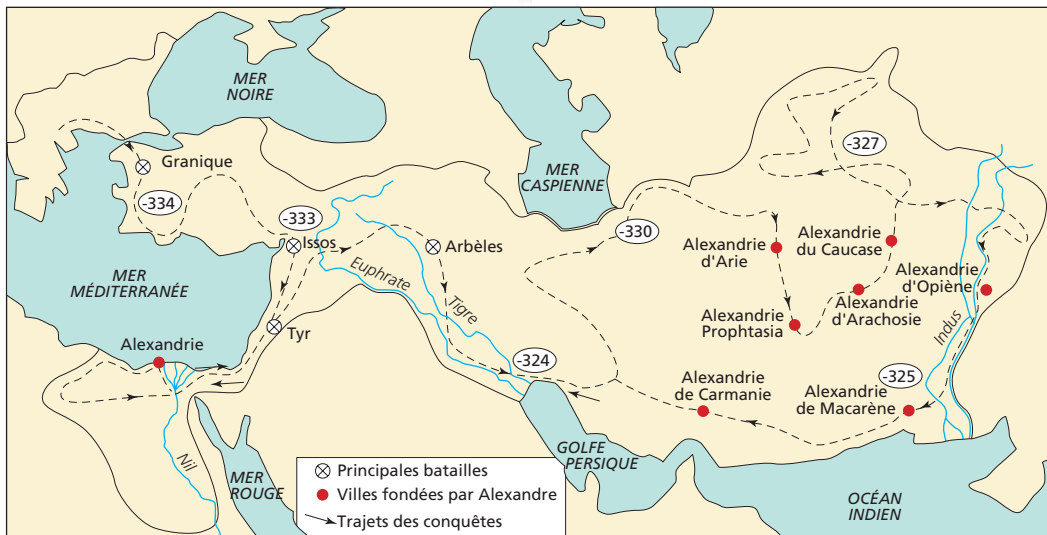 MER
NOIRE
Granique
-334
-333
Issos
MER
MÉDITERRANÉE
Tyr
Alexandrie
Nil
MER
ROUGE
Euphrate
Tigre
Arbèles
MER
CASPIENNE
-330
-327
Alexandrie
d'Arie
Alexandrie
du Caucase
Alexandrie
d'Opiène
Alexandrie
d'Arachosie
Alexandrie
Prophtasia
Indus
-324
-325
Alexandrie
de Carmanie
Alexandrie
de Macarène
GOLFE
PERSIQUE
OCÉAN
INDIEN
Principales batailles
Villes fondées par Alexandre
Trajets des conquêtes